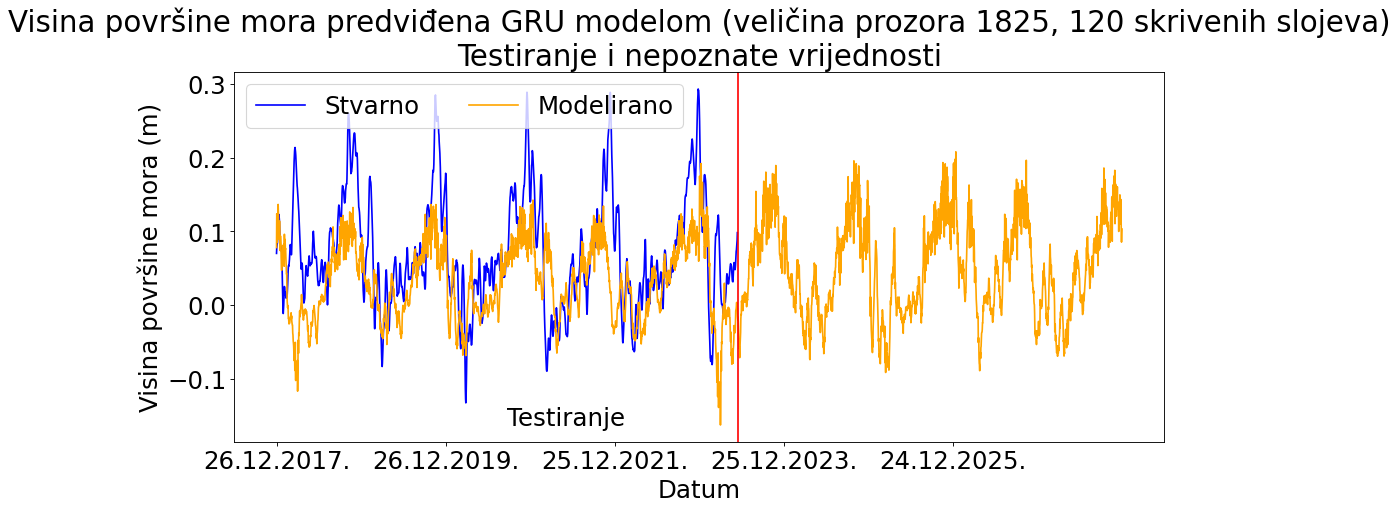 Visina površine mora predviđena GRU modelom (veličina prozora 1825, 120 skrivenih slojeva)
Testiranje i nepoznate vrijednosti
Stvarno Modelirano
Visina površine mora (m)
0.3
0.2
0.1
0.0
−0.1
Testiranje
26.12.2017. 26.12.2019. 25.12.2021. 25.12.2023. 24.12.2025.
Datum